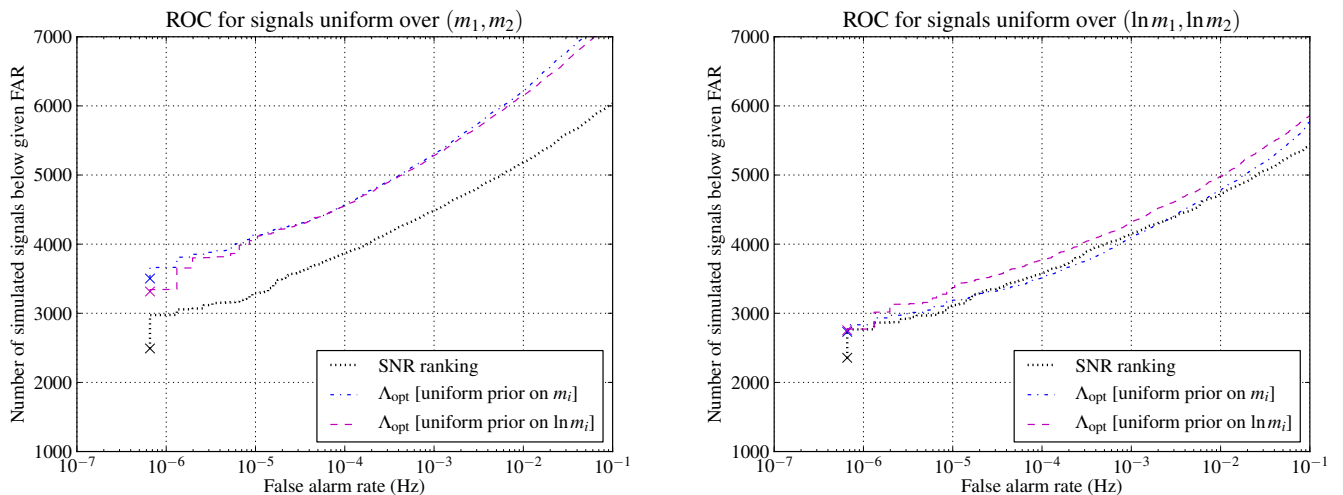 ROC for signals uniform over (m₁, m₂)
Number of simulated signals below given FAR
7000
6000
5000
4000
3000
2000
1000
SNR ranking
Λopt [uniform prior on mᵢ]
Λopt [uniform prior on ln mᵢ]
10⁻⁷ 10⁻⁶ 10⁻⁵ 10⁻⁴ 10⁻³ 10⁻² 10⁻¹
False alarm rate (Hz)
ROC for signals uniform over (ln m₁, ln m₂)
Number of simulated signals below given FAR
7000
6000
5000
4000
3000
2000
1000
SNR ranking
Λopt [uniform prior on mᵢ]
Λopt [uniform prior on ln mᵢ]
10⁻⁷ 10⁻⁶ 10⁻⁵ 10⁻⁴ 10⁻³ 10⁻² 10⁻¹
False alarm rate (Hz)